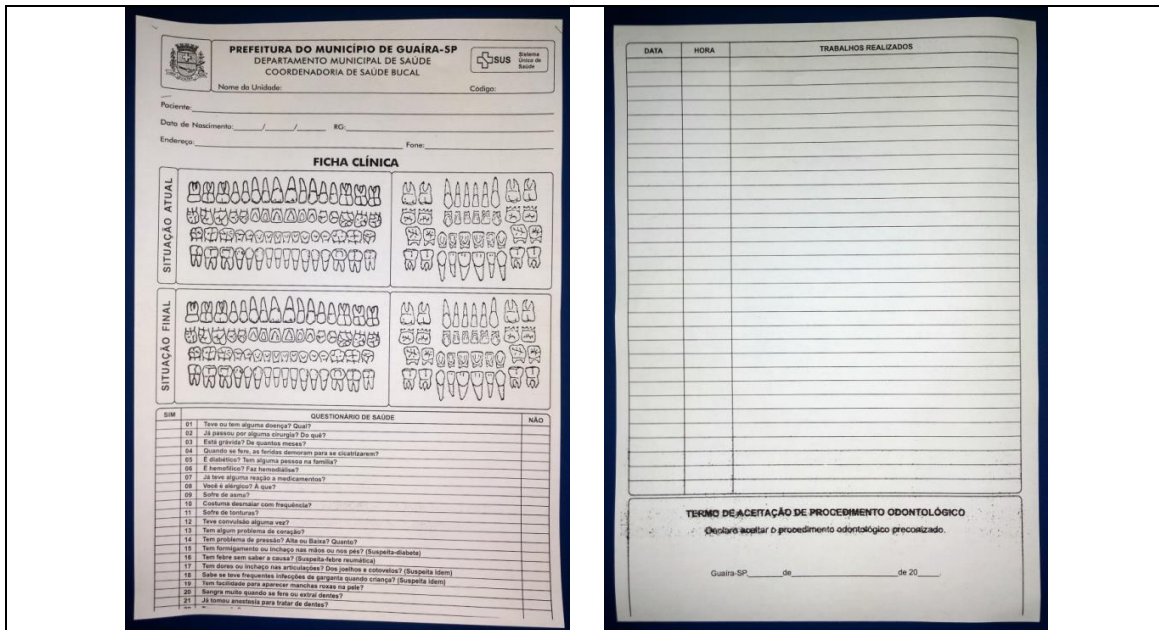 PREFEITURA DO MUNICÍPIO DE GUAÍRA-SP
DEPARTAMENTO MUNICIPAL DE SAÚDE
COORDENADORIA DE SAÚDE BUCAL
SUS Sistema Único de Saúde
Nome da Unidade: Código:
Paciente:
Data de Nascimento: / / RG:
Endereço: Fone:
FICHA CLÍNICA
SITUAÇÃO ATUAL
SITUAÇÃO FINAL
SIM QUESTIONÁRIO DE SAÚDE NÃO
01 Teve ou tem alguma doença? Qual?
02 Já passou por alguma cirurgia? Do quê?
03 Está grávida? De quantos meses?
04 Quando se fere, as feridas demoram para se cicatrizarem?
05 É diabético? Tem alguma pessoa na família?
06 É hemofílico? Faz hemodiálise?
07 Já teve alguma reação a medicamentos?
08 Você é alérgico? À que?
09 Sofre de asma?
10 Costuma desmaiar com frequência?
11 Sofre de tonturas?
12 Teve convulsão alguma vez?
13 Tem algum problema de coração?
14 Tem problema de pressão? Alta ou Baixa? Quanto?
15 Tem formigamento ou inchaço nas mãos ou nos pés? (Suspeita-diabete)
16 Tem febre sem saber a causa? (Suspeita-febre reumática)
17 Tem dores ou inchaço nas articulações? Dos joelhos e cotovelos? (Suspeita idem)
18 Sabe se teve frequentes infecções de garganta quando criança? (Suspeita idem)
19 Tem facilidade para aparecer manchas roxas na pele?
20 Sangra muito quando se fere ou extrai dentes?
21 Já tomou anestesia para tratar de dentes?
DATA HORA TRABALHOS REALIZADOS
TERMO DE ACEITAÇÃO DE PROCEDIMENTO ODONTOLÓGICO
Declaro aceitar o procedimento odontológico preconizado.
Guaíra-SP, de de 20 .